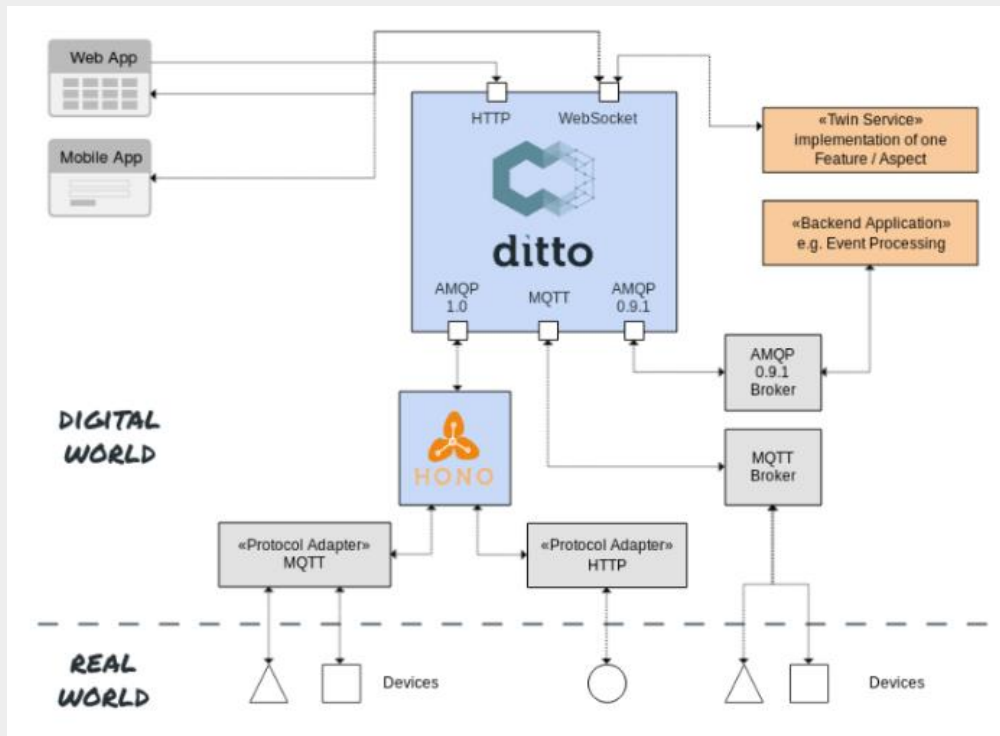 Web App
Mobile App
HTTP
WebSocket
ditto
AMQP
1.0
MQTT
AMQP
0.9.1
«Twin Service»
implementation of one
Feature / Aspect
«Backend Application»
e.g. Event Processing
AMQP
0.9.1
Broker
MQTT
Broker
DIGITAL
WORLD
HONO
«Protocol Adapter»
MQTT
«Protocol Adapter»
HTTP
REAL
WORLD
Devices
Devices